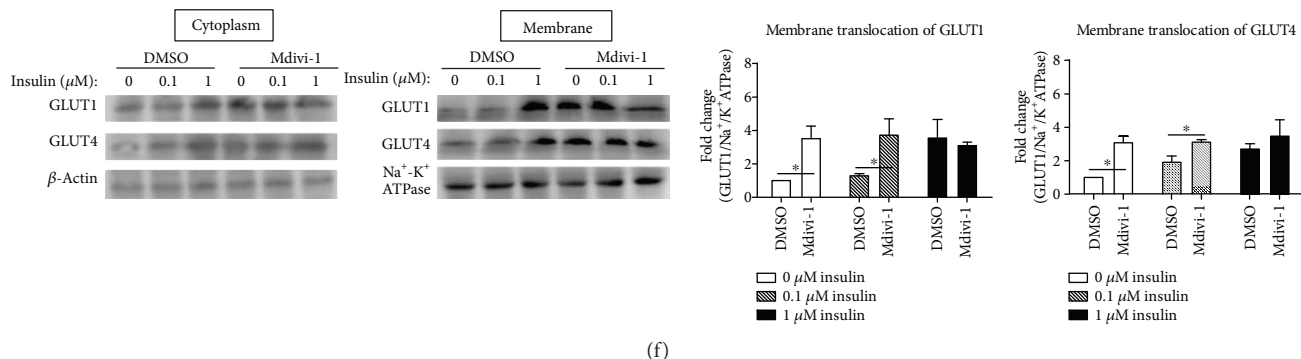 Cytoplasm
DMSO Mdivi-1
Insulin (μM): 0 0.1 1 0 0.1 1
GLUT1
GLUT4
β-Actin
Membrane
DMSO Mdivi-1
Insulin (μM): 0 0.1 1 0 0.1 1
GLUT1
GLUT4
Na⁺-K⁺
ATPase
Membrane translocation of GLUT1
Fold change
(GLUT1/Na⁺/K⁺ATPase)
8
6
4
2
0
* *
DMSO Mdivi-1 DMSO Mdivi-1 DMSO Mdivi-1
0 μM insulin
0.1 μM insulin
1 μM insulin
Membrane translocation of GLUT4
Fold change
(GLUT1/Na⁺/K⁺ATPase)
8
6
4
2
0
* *
DMSO Mdivi-1 DMSO Mdivi-1 DMSO Mdivi-1
0 μM insulin
0.1 μM insulin
1 μM insulin
(f)